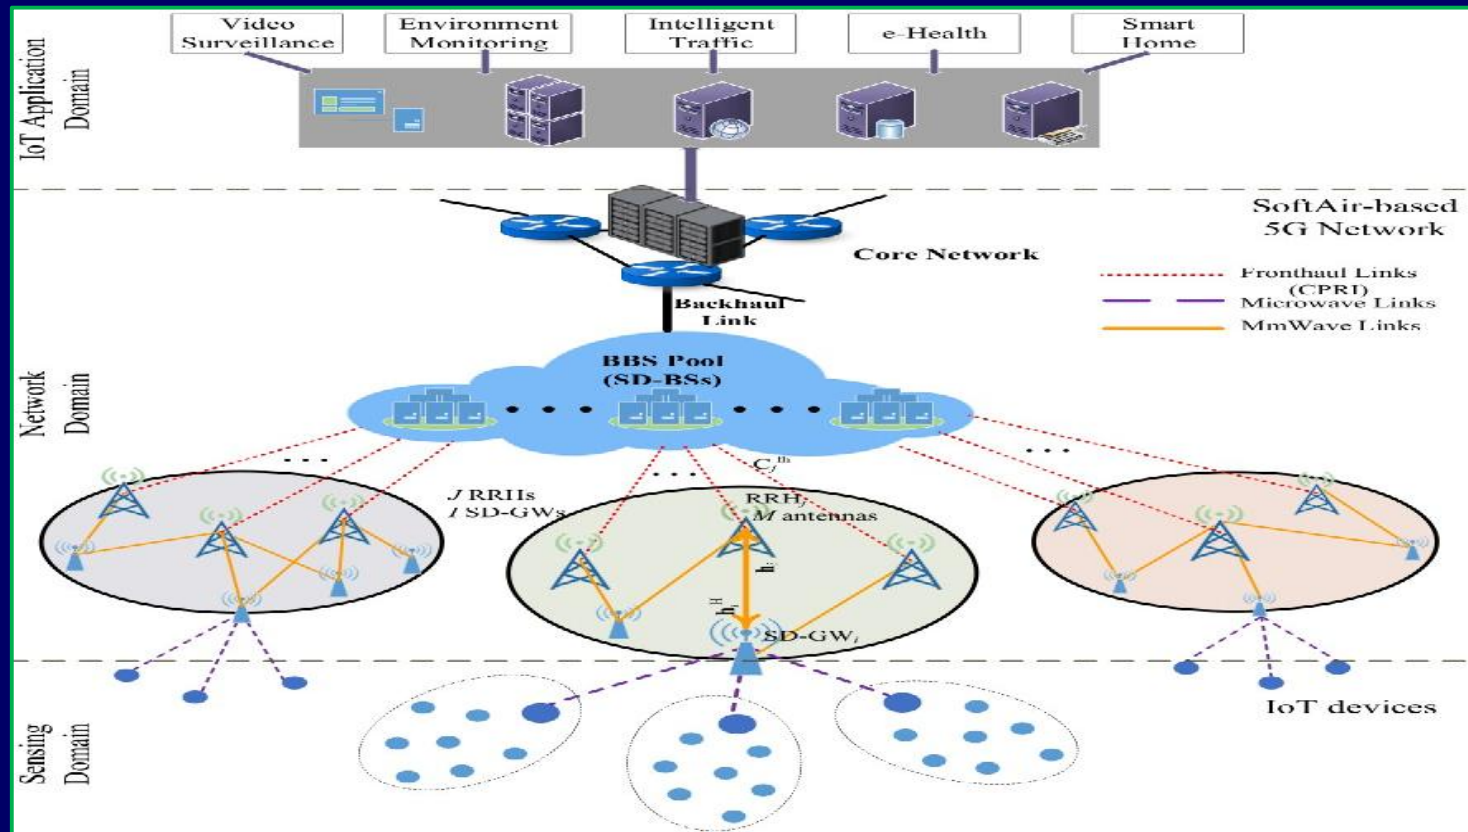 Video
Surveillance
Environment
Monitoring
Intelligent
Traffic
e-Health
Smart
Home
IoT Application
Domain
SoftAir-based
5G Network
Core Network
Fronthaul Links
(CPRI)
Microwave Links
MmWave Links
Backhaul
Link
BBS Pool
(SD-BSs)
Network
Domain
J RRHs
I SD-GWs
RRHj
M antennas
SD-GWi
IoT devices
Sensing
Domain